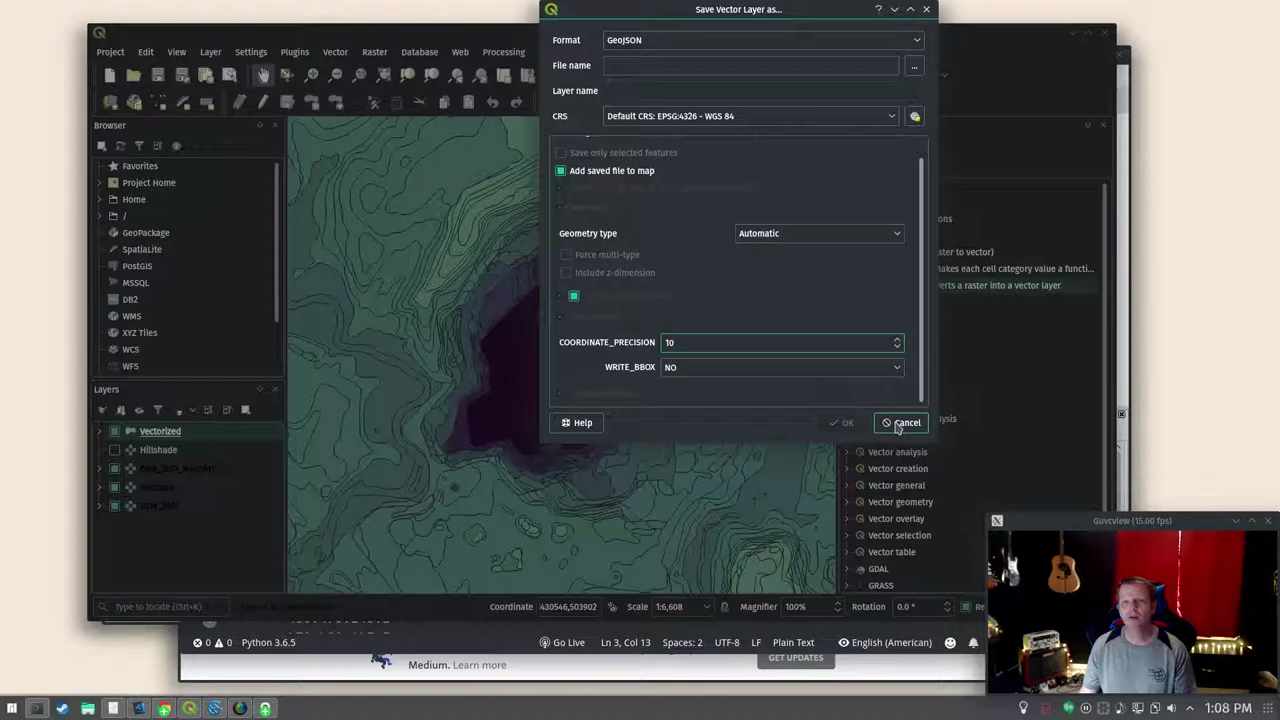 Save Vector Layer as...
Format GeoJSON
File name ...
Layer name
CRS Default CRS: EPSG:4326 - WGS 84
Save only selected features
Add saved file to map
Geometry type Automatic
Force multi-type
Include z-dimension
COORDINATE_PRECISION 10
WRITE_BBOX NO
Help OK Cancel
Project Edit View Layer Settings Plugins Vector Raster Database Web Processing
Browser
Favorites
Project Home
Home
/
GeoPackage
SpatiaLite
PostGIS
MSSQL
DB2
WMS
XYZ Tiles
WCS
WFS
Layers
Vectorized
Hillshade
ster to vector)
akes each cell category value a functi...
verts a raster into a vector layer.
Vector analysis
Vector creation
Vector general
Vector geometry
Vector overlay
Vector selection
Vector table
GDAL
GRASS
Type to locate (Ctrl+K)
Coordinate 430546,503902 Scale 1:6,608 Magnifier 100% Rotation 0.0 °
0 0 Python 3.6.5 Go Live Ln 3, Col 13 Spaces: 2 UTF-8 LF Plain Text English (American)
Medium. Learn more
GET UPDATES
Guvcview (15.00 fps)
1:08 PM